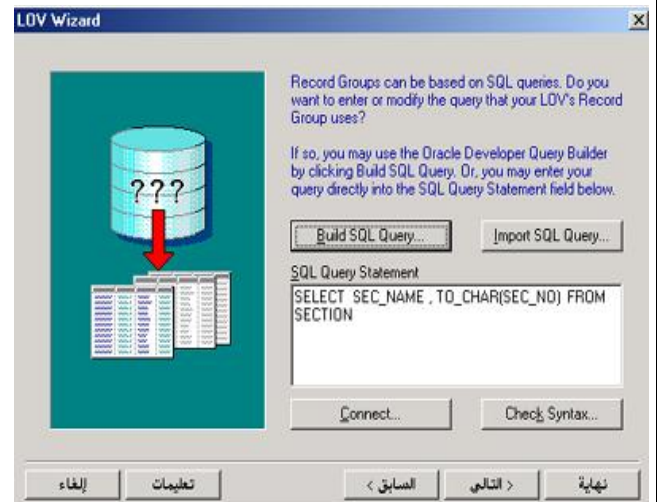 LOV Wizard
Record Groups can be based on SQL queries. Do you
want to enter or modify the query that your LOV's Record
Group uses?
If so, you may use the Oracle Developer Query Builder
by clicking Build SQL Query. Or, you may enter your
query directly into the SQL Query Statement field below.
???
Build SQL Query...
Import SQL Query...
SQL Query Statement
SELECT SEC_NAME , TO_CHAR(SEC_NO) FROM
SECTION
Connect...
Check Syntax...
إلغاء
تعليمات
السابق >
< التالي
نهاية